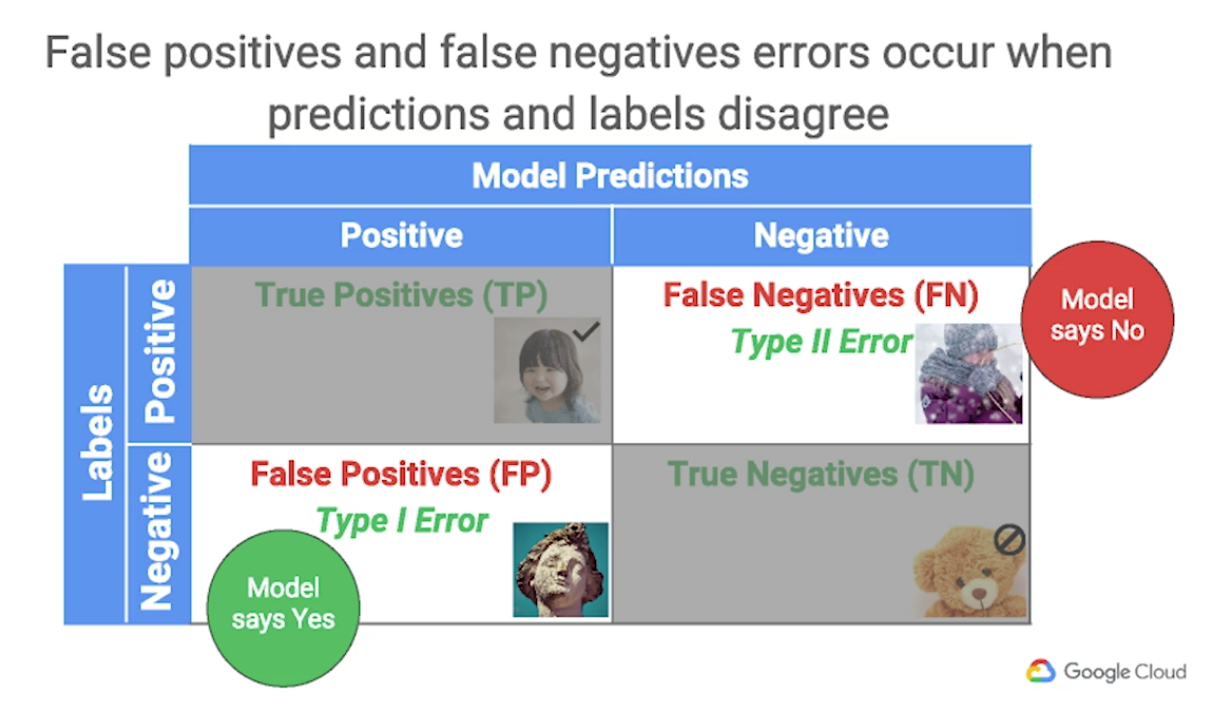 False positives and false negatives errors occur when
predictions and labels disagree
Model Predictions
Positive
Negative
Labels
Positive
True Positives (TP)
False Negatives (FN)
Type II Error
Model
says No
Negative
False Positives (FP)
Type I Error
Model
says Yes
True Negatives (TN)
Google Cloud